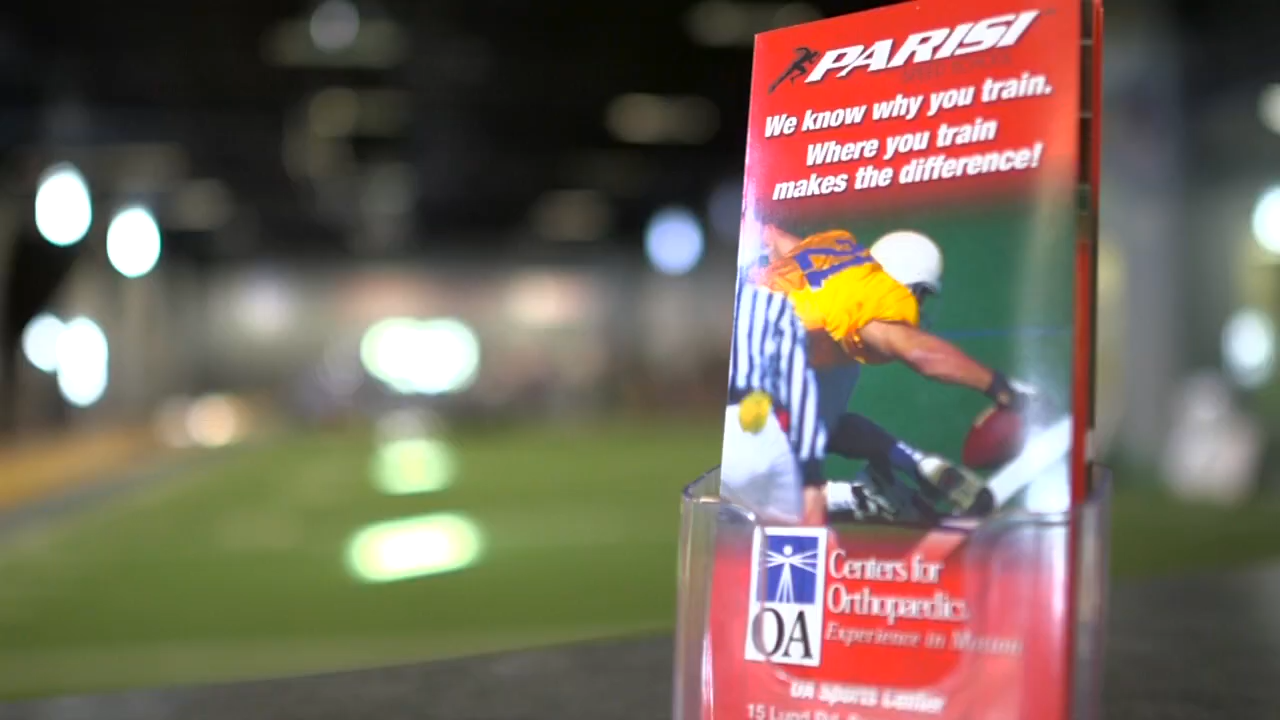 PARISI
We know why you train.
Where you train
makes the difference!
OA
Centers for
Orthopaedics
Experience in Motion
OA Sports Center
15 Lund Rd.